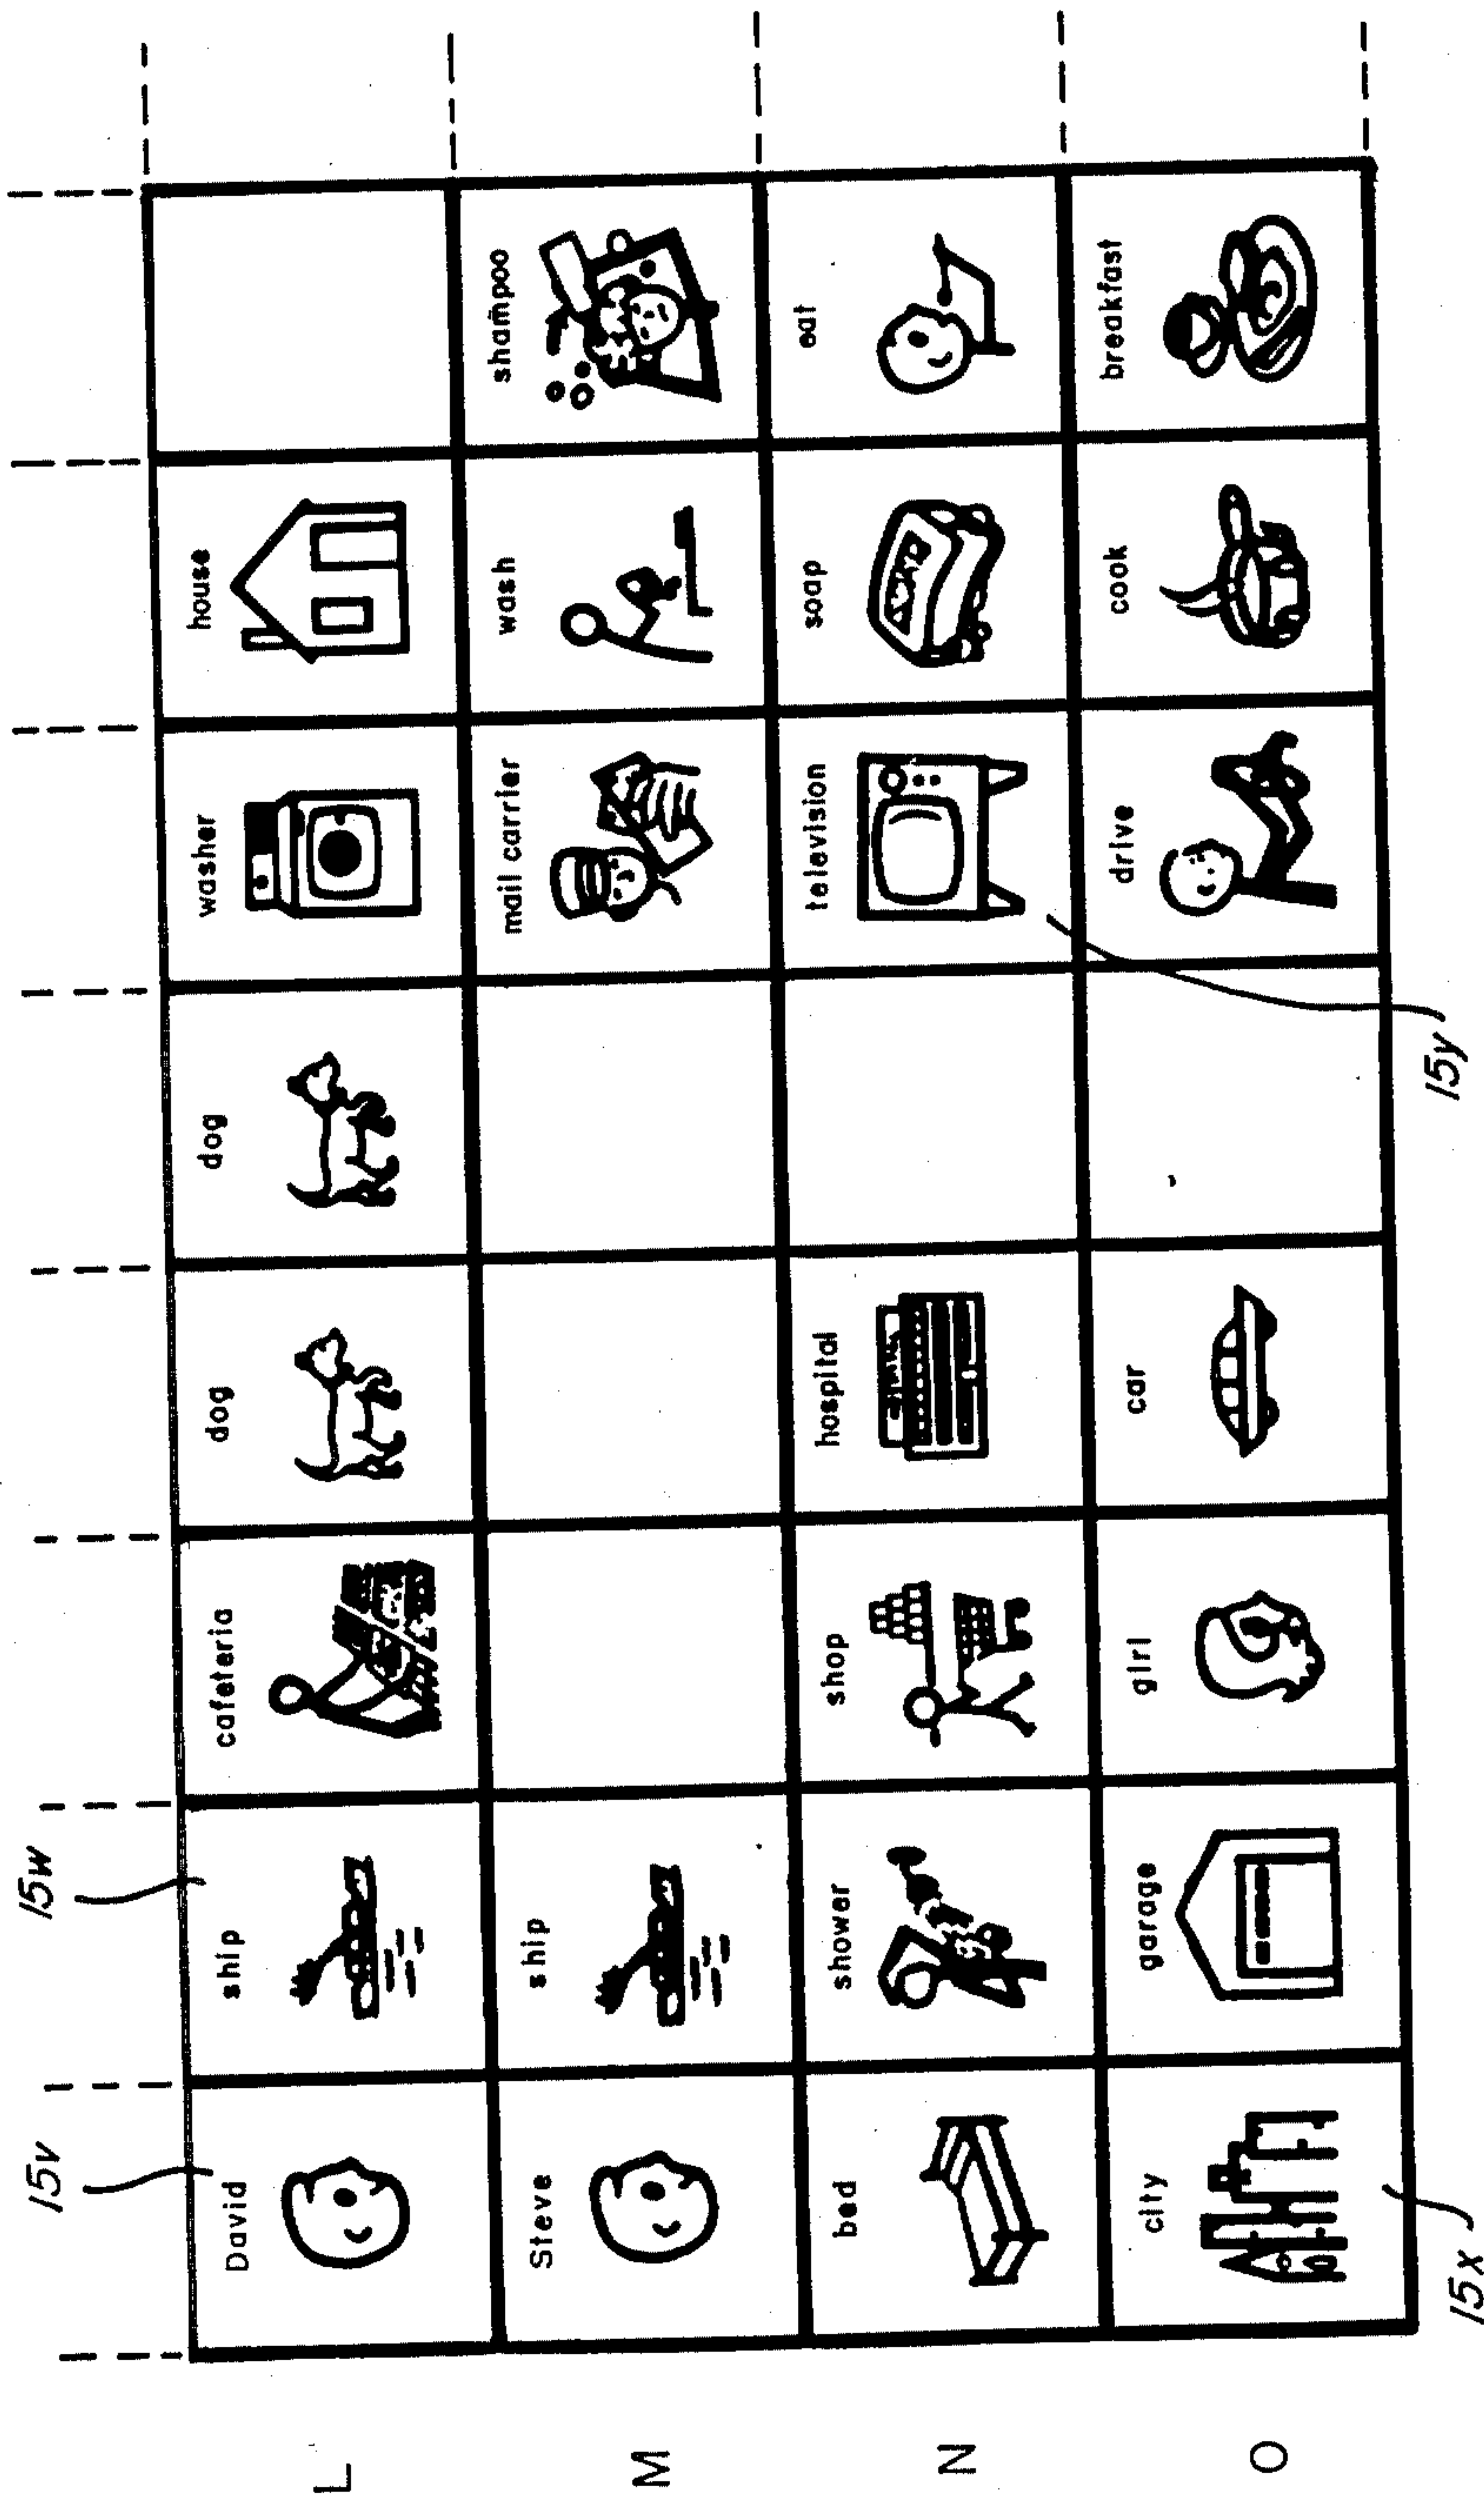 15v 15w
L David ship cafeteria dog dog washer house
M Steve ship mail carrier wash shampoo
N bed shower shop hospital television soap eat
O city garage girl car drive cook breakfast
15x 15y